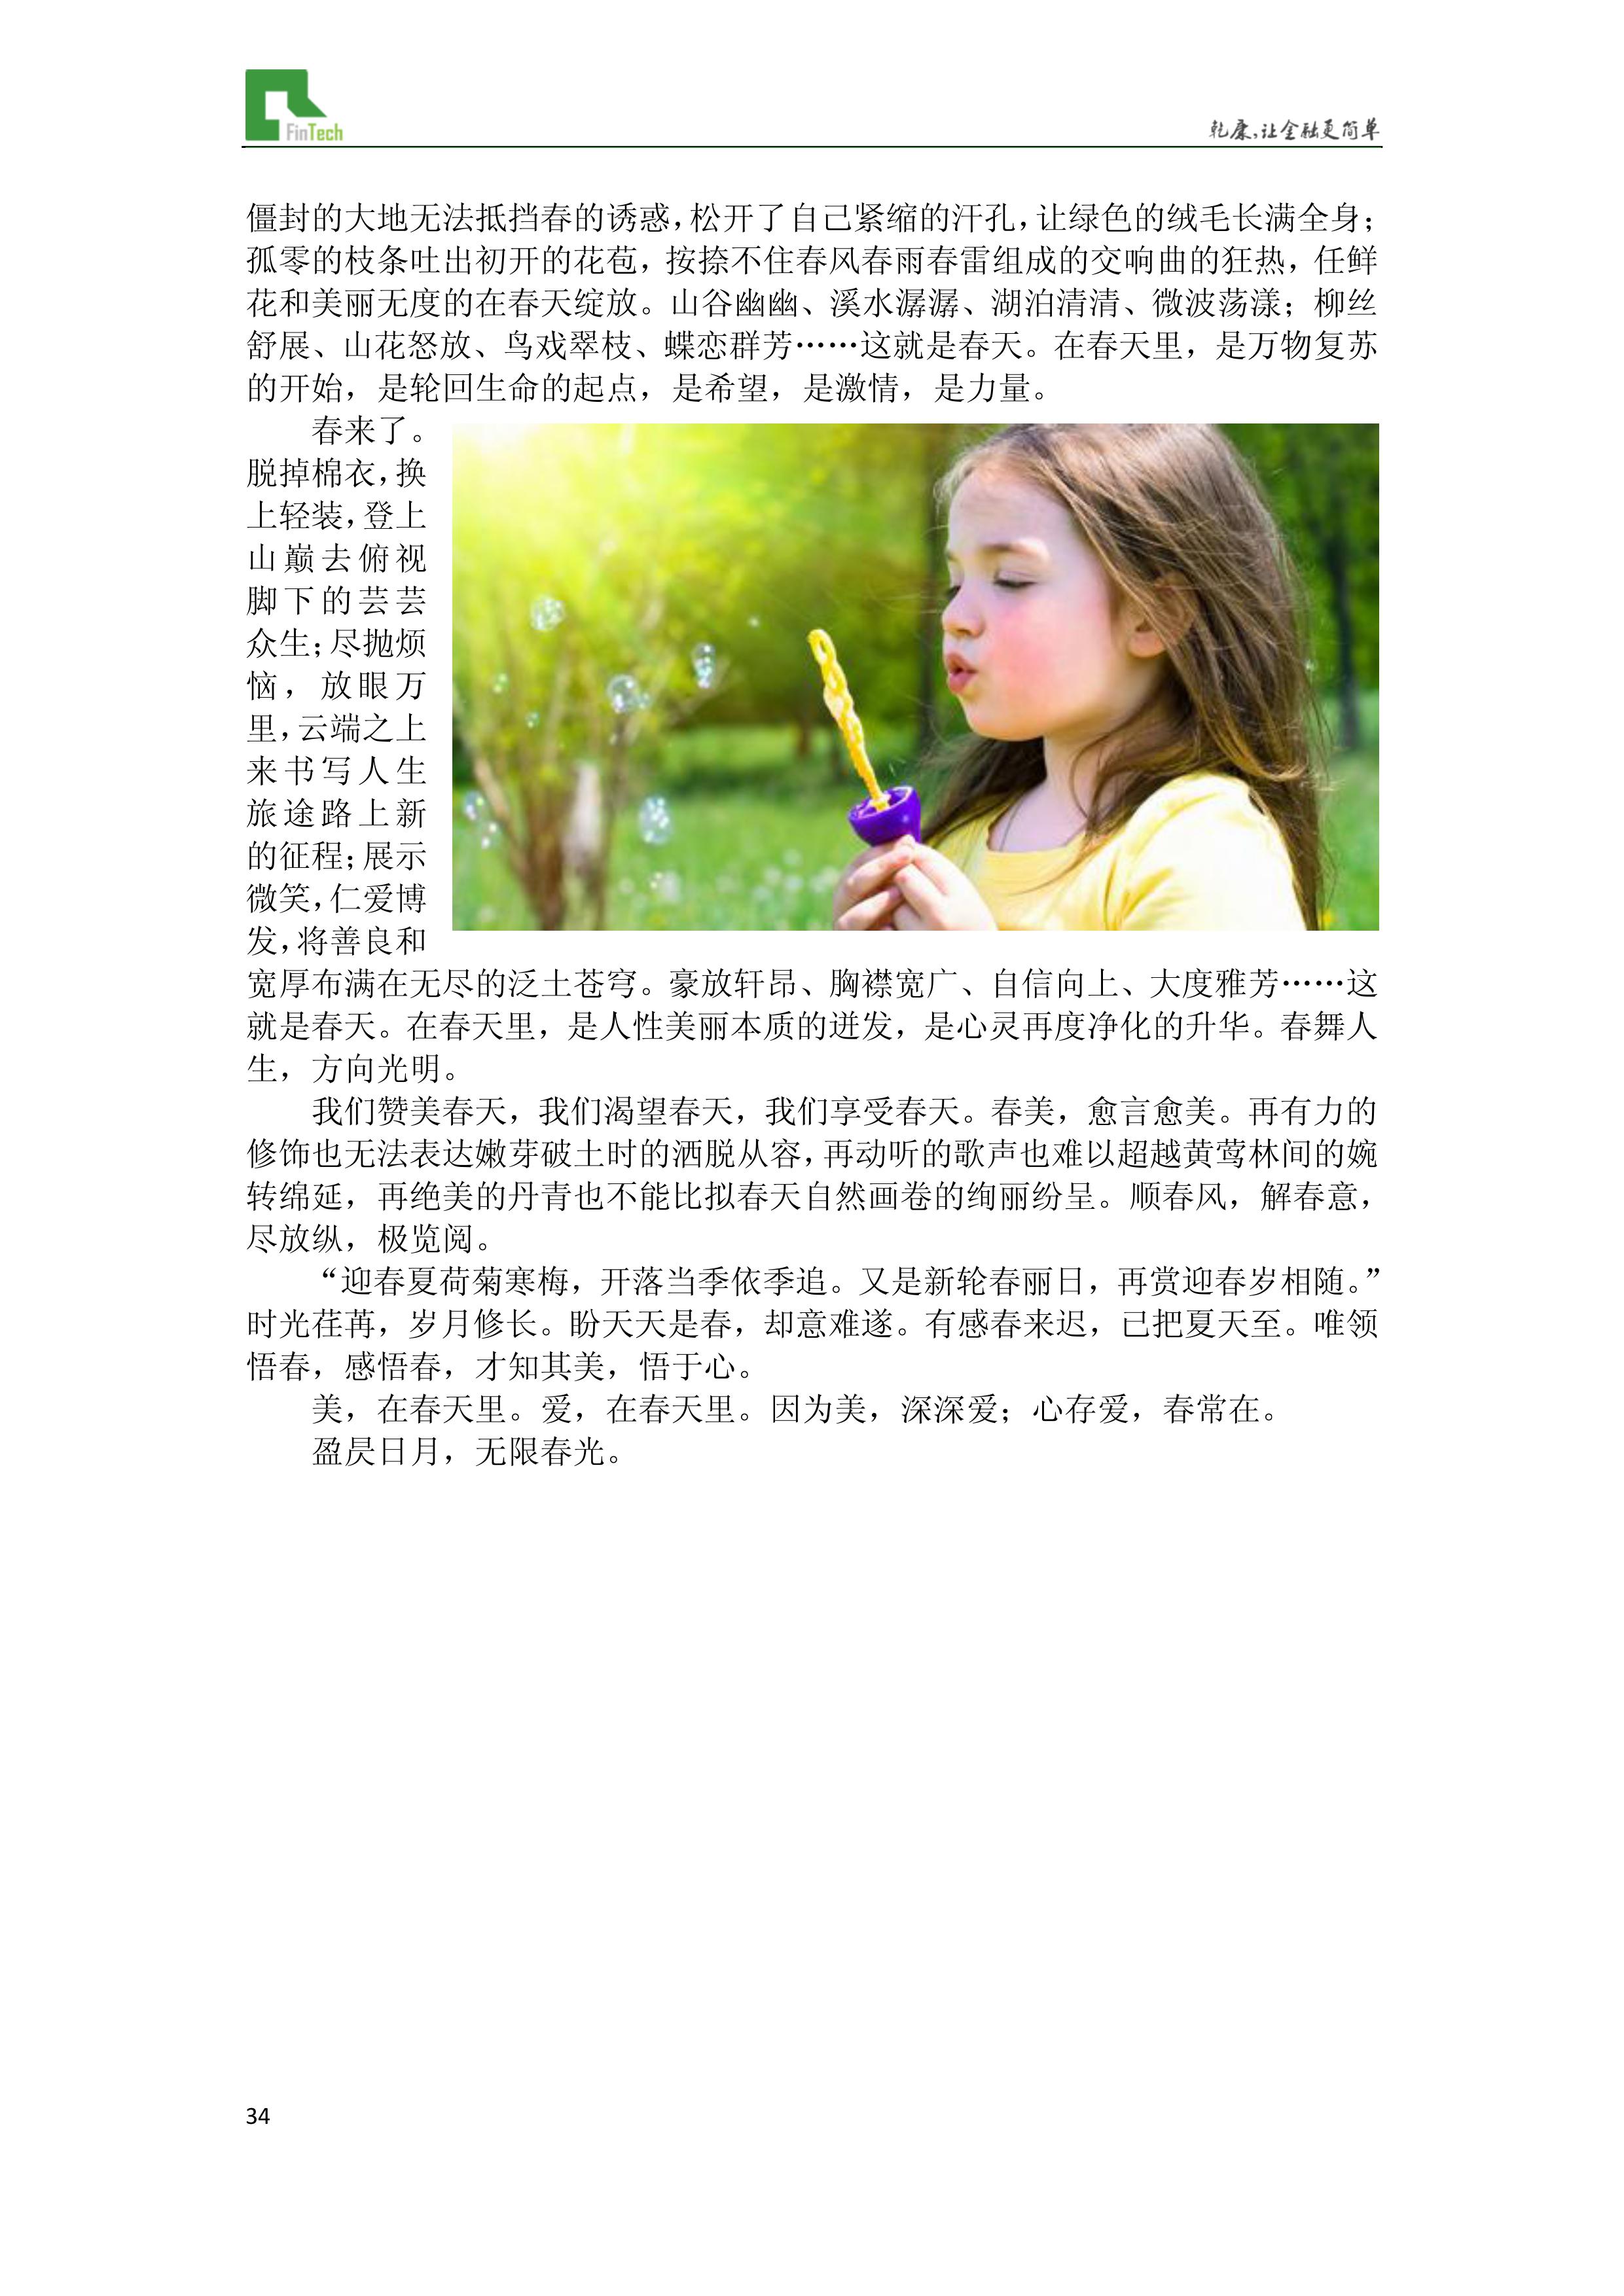 FinTech
乾康,让金融更简单
僵封的大地无法抵挡春的诱惑,松开了自己紧缩的汗孔,让绿色的绒毛长满全身;
孤零的枝条吐出初开的花苞，按捺不住春风春雨春雷组成的交响曲的狂热，任鲜
花和美丽无度的在春天绽放。山谷幽幽、溪水潺潺、湖泊清清、微波荡漾；柳丝
舒展、山花怒放、鸟戏翠枝、蝶恋群芳……这就是春天。在春天里，是万物复苏
的开始，是轮回生命的起点，是希望，是激情，是力量。
春来了。
脱掉棉衣,换
上轻装,登上
山巅去俯视
脚下的芸芸
众生;尽抛烦
恼，放眼万
里,云端之上
来书写人生
旅途路上新
的征程;展示
微笑,仁爱博
发,将善良和
宽厚布满在无尽的泛土苍穹。豪放轩昂、胸襟宽广、自信向上、大度雅芳……这
就是春天。在春天里，是人性美丽本质的迸发，是心灵再度净化的升华。春舞人
生，方向光明。
我们赞美春天，我们渴望春天，我们享受春天。春美，愈言愈美。再有力的
修饰也无法表达嫩芽破土时的洒脱从容,再动听的歌声也难以超越黄莺林间的婉
转绵延，再绝美的丹青也不能比拟春天自然画卷的绚丽纷呈。顺春风，解春意，
尽放纵，极览阅。
“迎春夏荷菊寒梅，开落当季依季追。又是新轮春丽日，再赏迎春岁相随。”
时光荏苒，岁月修长。盼天天是春，却意难遂。有感春来迟，已把夏天至。唯领
悟春，感悟春，才知其美，悟于心。
美，在春天里。爱，在春天里。因为美，深深爱；心存爱，春常在。
盈昃日月，无限春光。
34